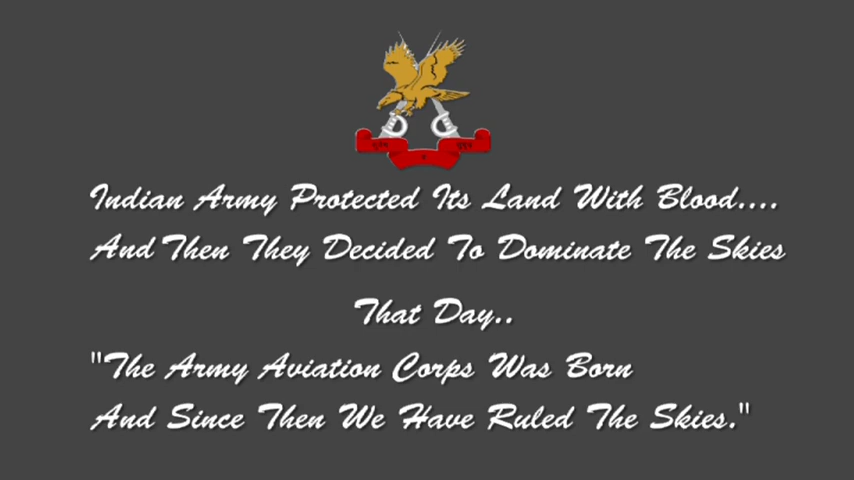 Indian Army Protected Its Land With Blood....
And Then They Decided To Dominate The Skies
That Day..
"The Army Aviation Corps Was Born
And Since Then We Have Ruled The Skies."